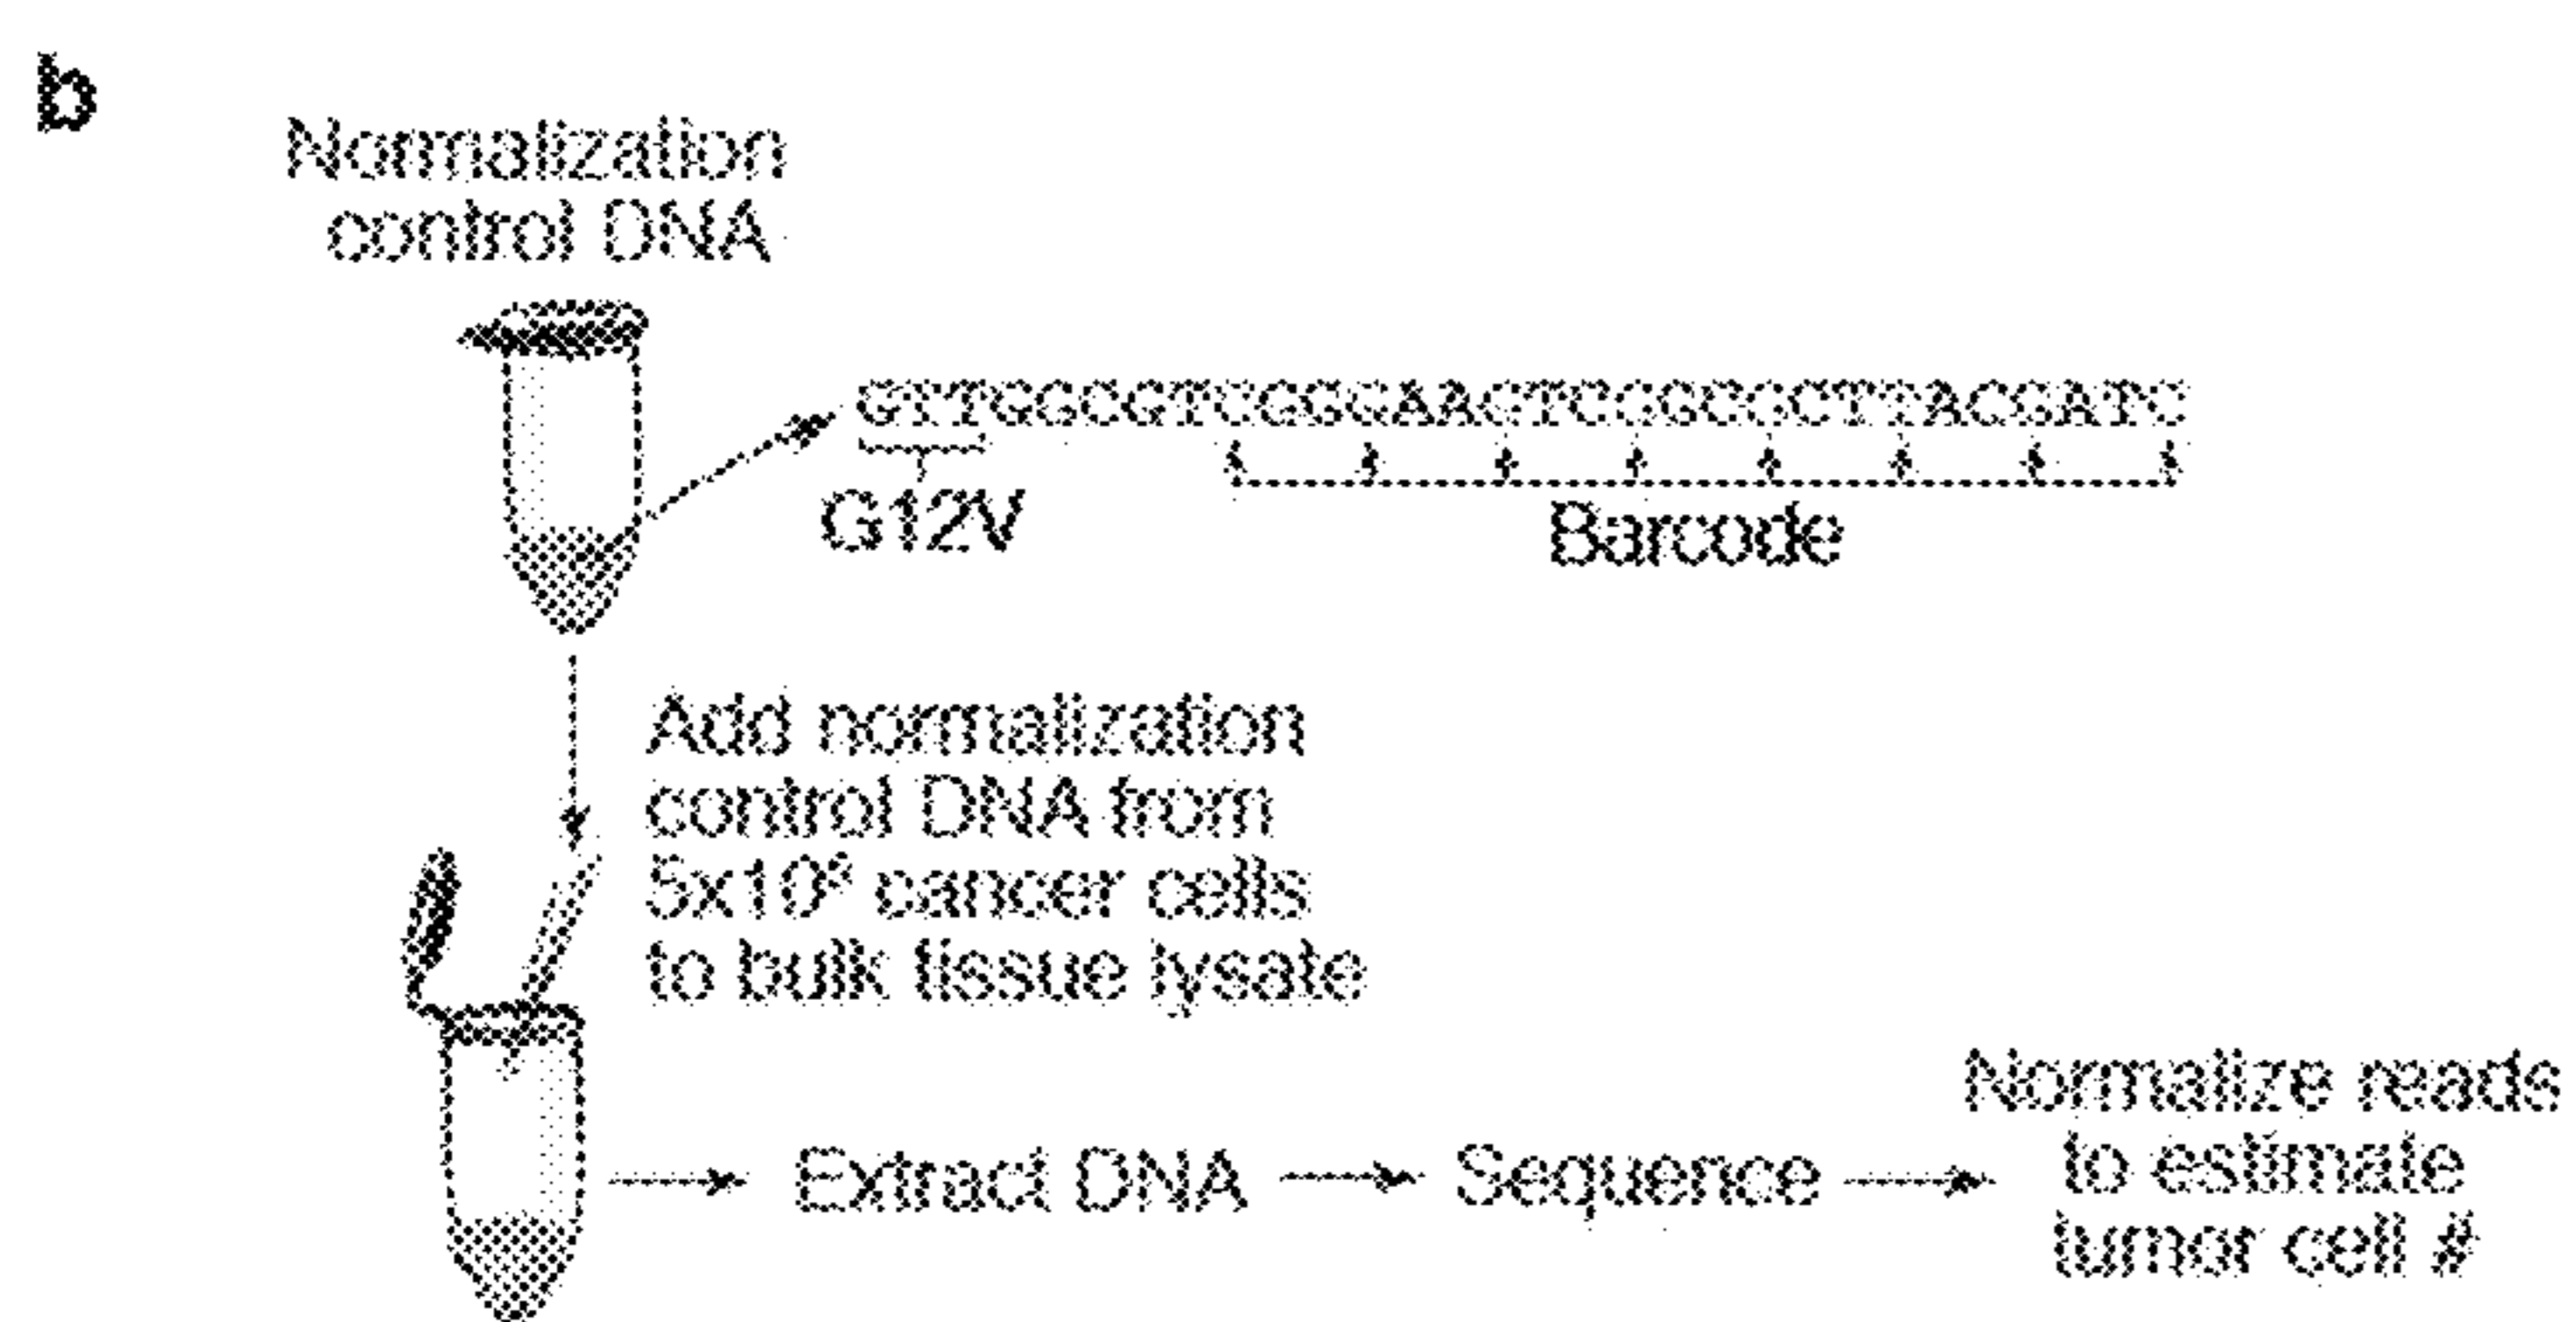 b
Normalization
control DNA
GTTGGCGTCGGGAAGTCCGCGCTTACGATC
G12V
Barcode
Add normalization
control DNA from
cancer cells
to bulk tissue lysate
Extract DNA
Sequence
Normalize reads
to estimate
tumor cell #